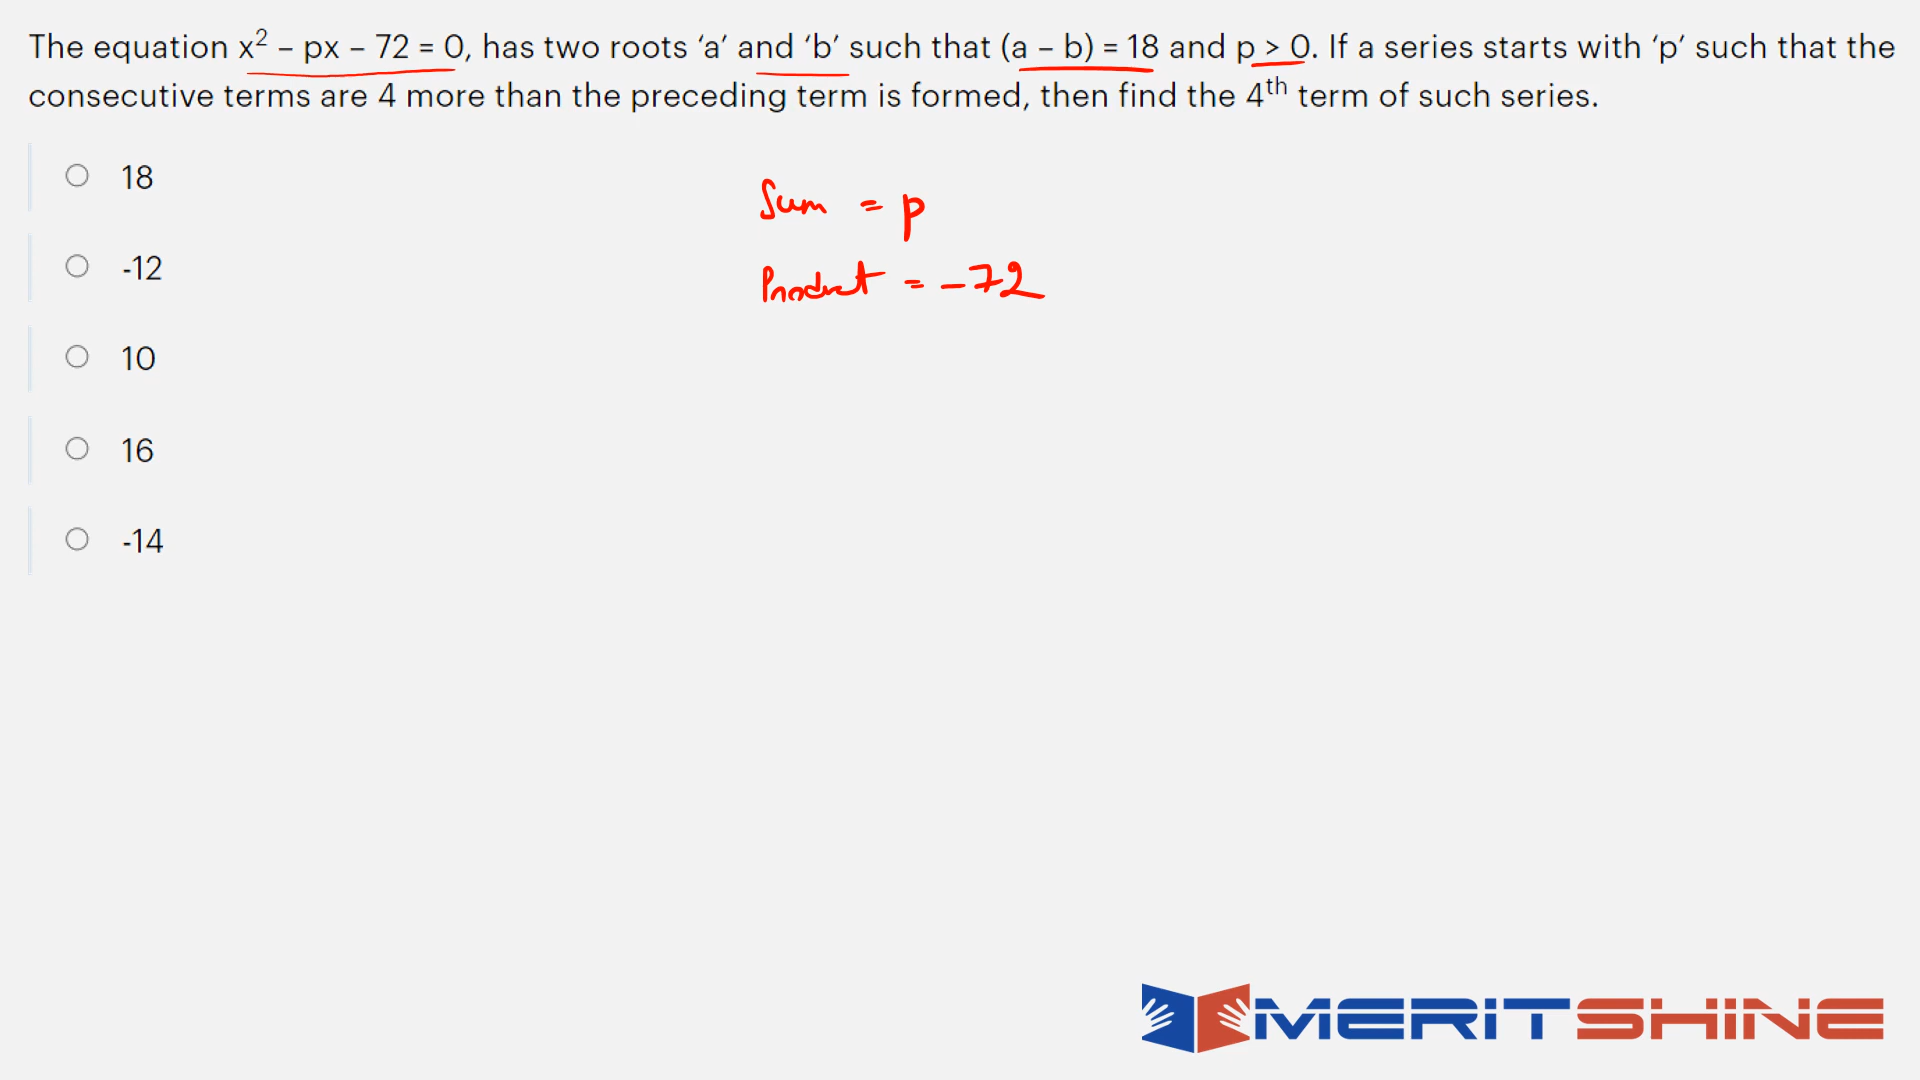 The equation x² – px – 72 = 0, has two roots ‘a’ and ‘b’ such that (a – b) = 18 and p > 0. If a series starts with ‘p’ such that the
consecutive terms are 4 more than the preceding term is formed, then find the 4th term of such series.
18
-12
10
16
-14
Sum = p
Product = -72
MERITSHINE